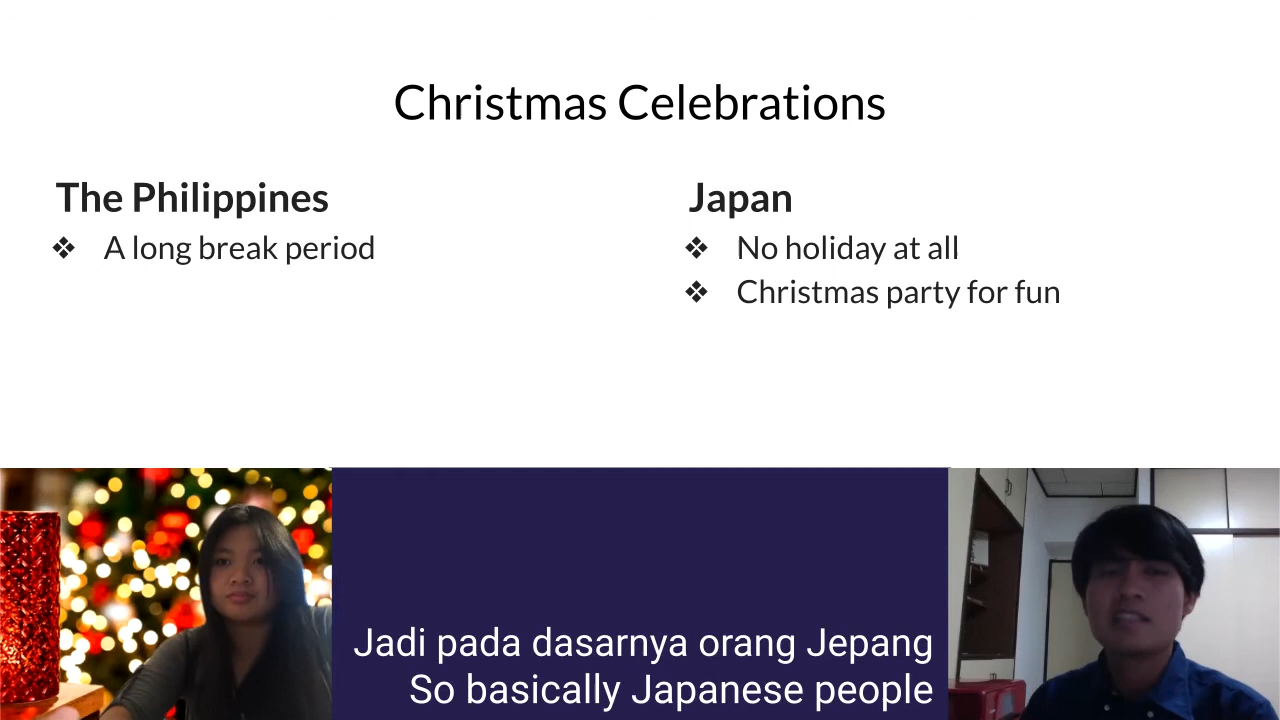 Christmas Celebrations
The Philippines
❖ A long break period
Japan
❖ No holiday at all
❖ Christmas party for fun
Jadi pada dasarnya orang Jepang
So basically Japanese people